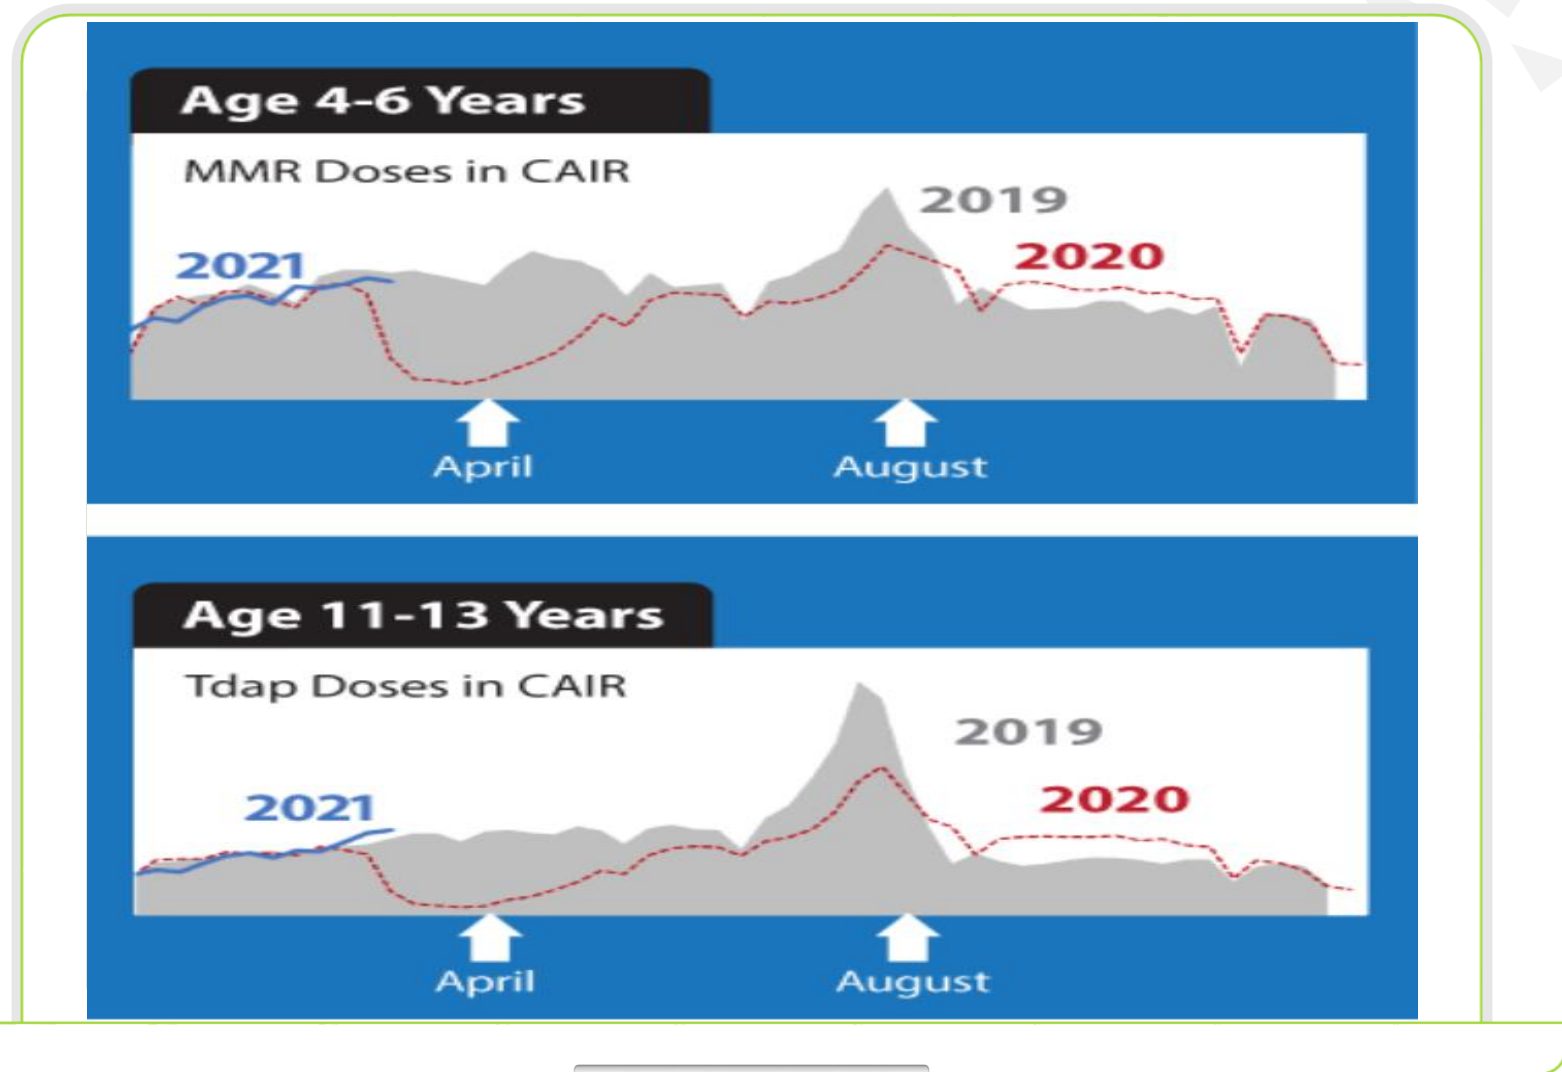 Age 4-6 Years
MMR Doses in CAIR
2019
2020
2021
April
August
Age 11-13 Years
Tdap Doses in CAIR
2019
2020
2021
April
August